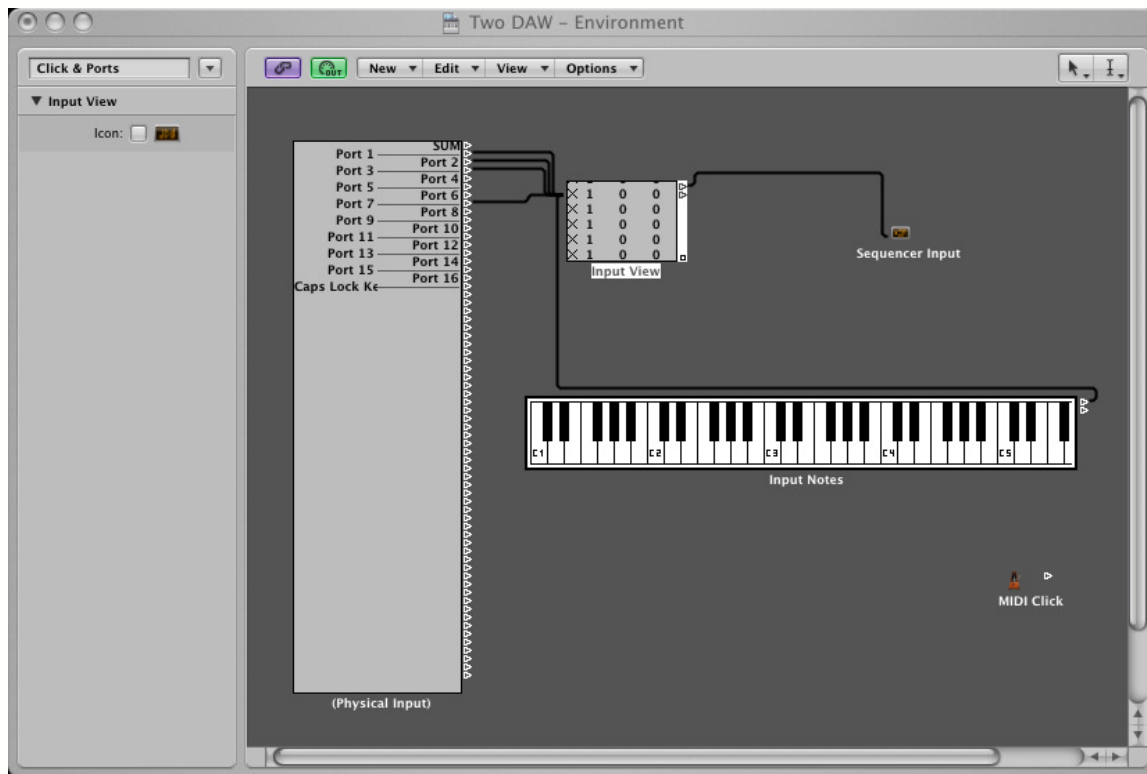 Two DAW – Environment
Click & Ports
New Edit View Options
Input View
Icon:
SUM
Port 1
Port 2
Port 3
Port 4
Port 5
Port 6
Port 7
Port 8
Port 9
Port 10
Port 11
Port 12
Port 13
Port 14
Port 15
Port 16
Caps Lock Ke
(Physical Input)
1 0 0
1 0 0
1 0 0
1 0 0
1 0 0
Input View
Sequencer Input
C1 C2 C3 C4 C5
Input Notes
MIDI Click